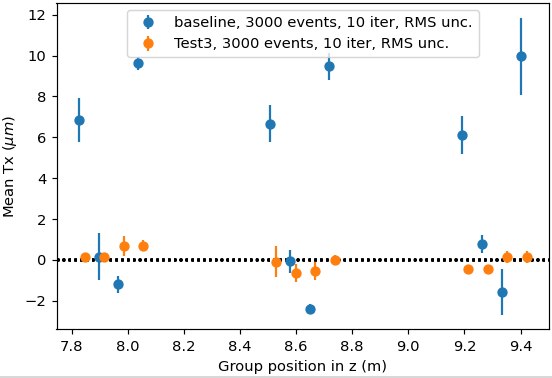 baseline, 3000 events, 10 iter, RMS unc.
Test3, 3000 events, 10 iter, RMS unc.
12
10
8
6
4
2
0
−2
Mean Tx (μm)
7.8 8.0 8.2 8.4 8.6 8.8 9.0 9.2 9.4
Group position in z (m)